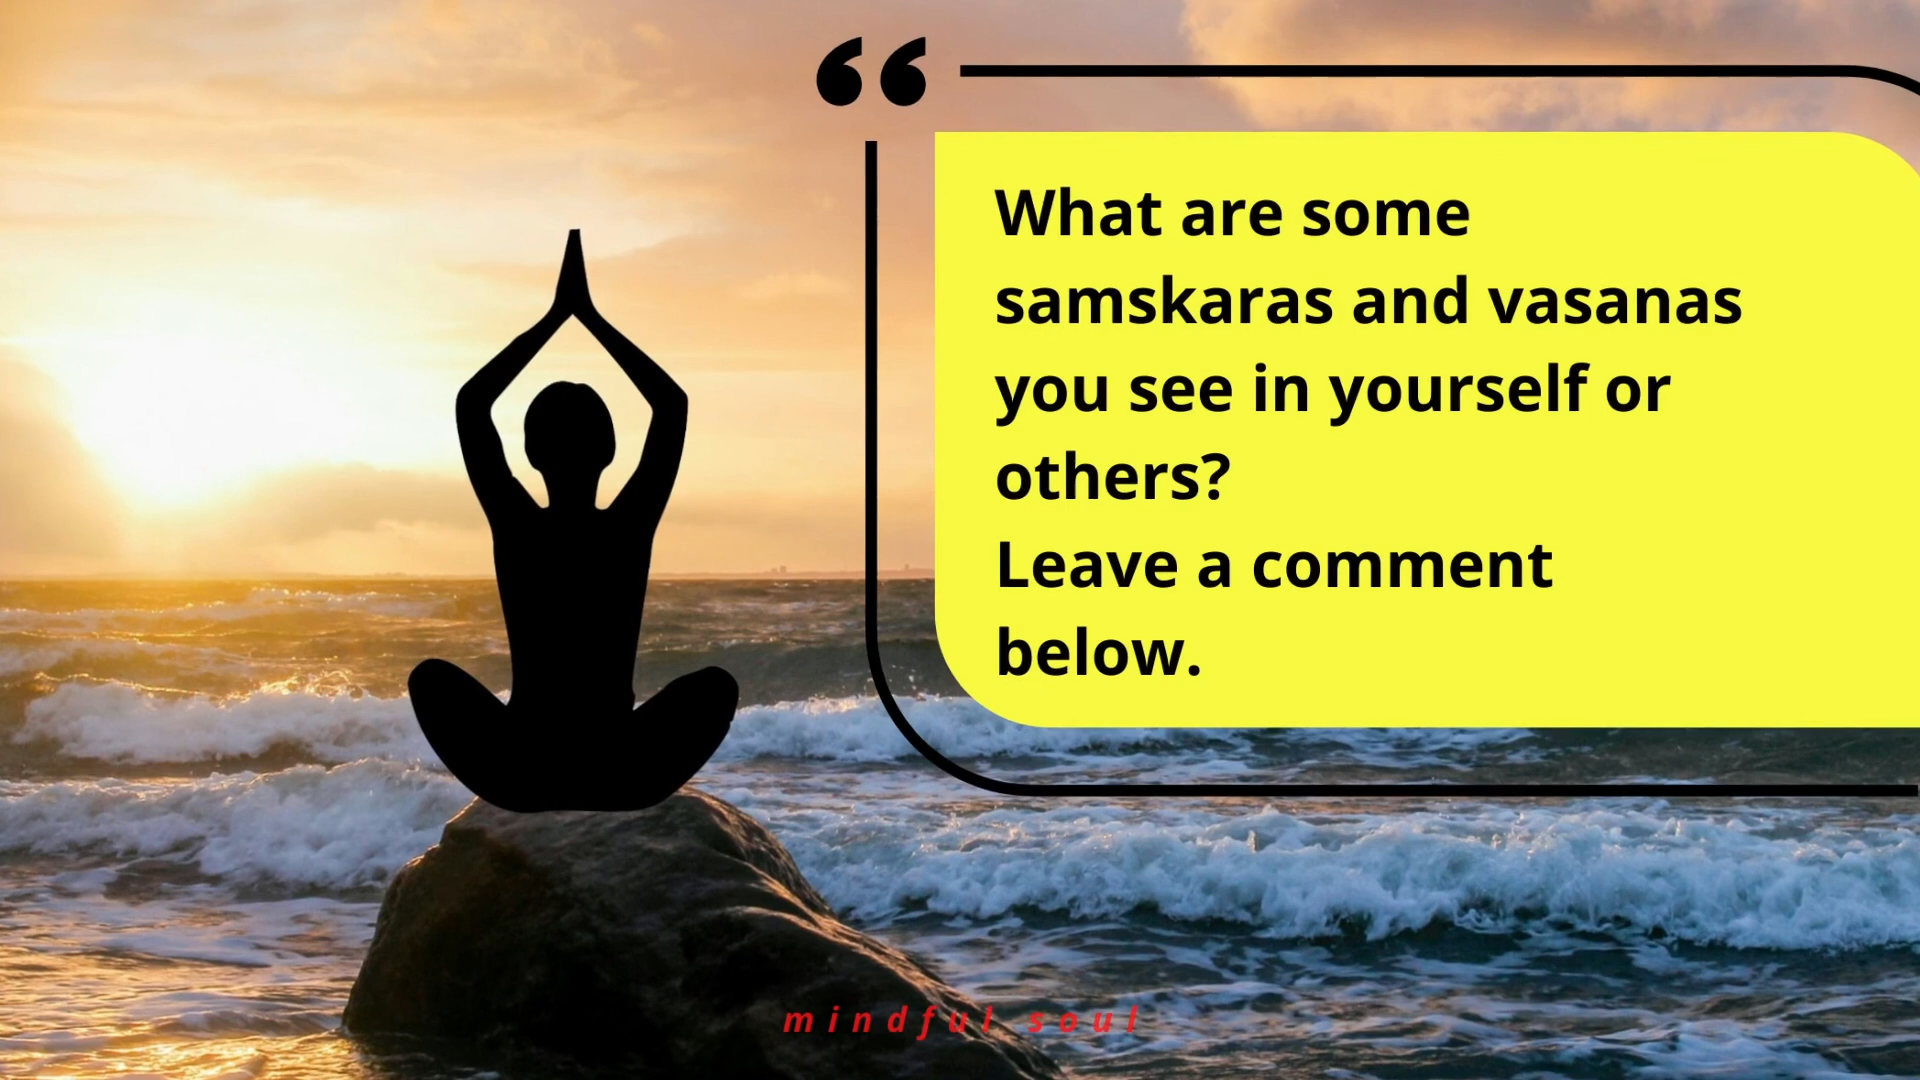 “
What are some
samskaras and vasanas
you see in yourself or
others?
Leave a comment
below.
mindful soul